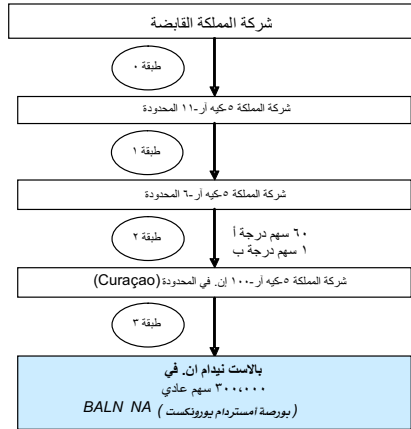 شركة المملكة القابضة
طبقة ٠
شركة المملكة ٥-كيه آر-١١ المحدودة
طبقة ١
شركة المملكة ٥-كيه آر-٦ المحدودة
طبقة ٢
٦٠ سهم درجة أ
١ سهم درجة ب
شركة المملكة ٥-كيه آر-١٠٠ إن. في المحدودة (Curaçao)
طبقة ٣
بالاست نيدام ان. في
٣٠٠،٠٠٠ سهم عادي
(بورصة امستردام يورونكست) BALN NA